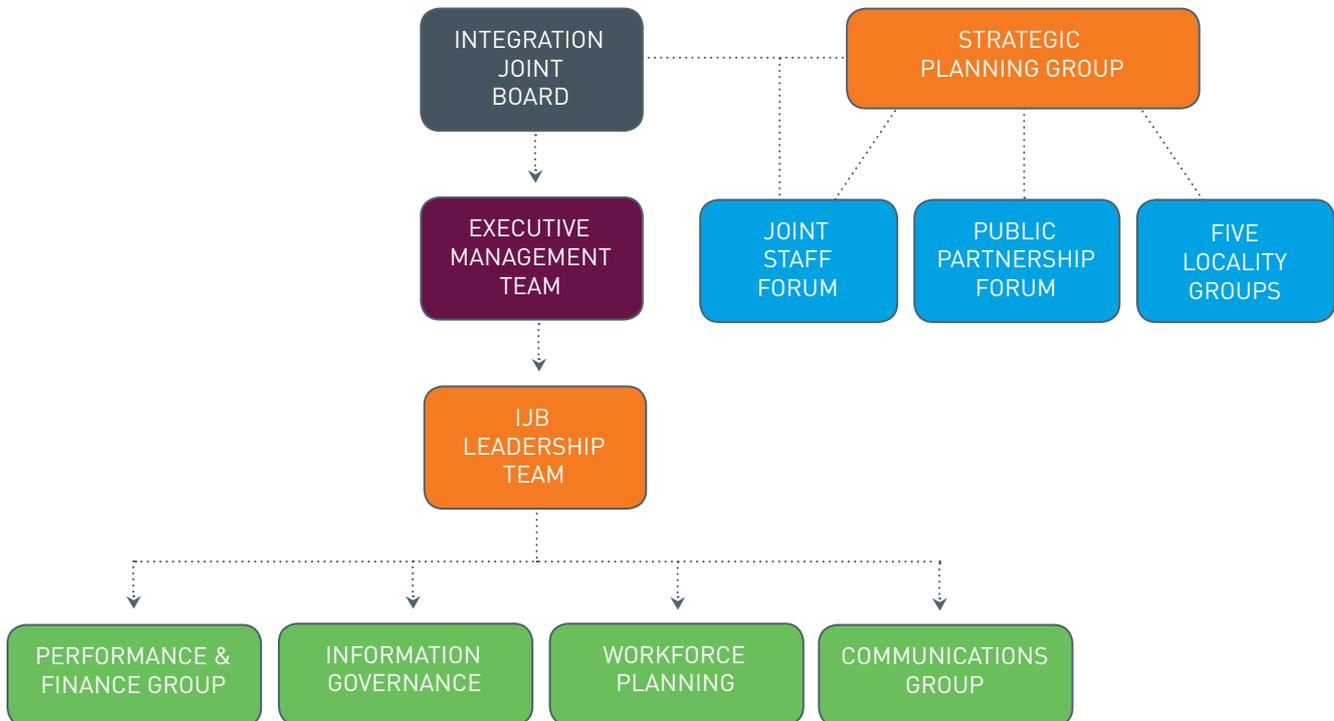 INTEGRATION
JOINT
BOARD
STRATEGIC
PLANNING GROUP
EXECUTIVE
MANAGEMENT
TEAM
JOINT
STAFF
FORUM
PUBLIC
PARTNERSHIP
FORUM
FIVE
LOCALITY
GROUPS
IJB
LEADERSHIP
TEAM
PERFORMANCE &
FINANCE GROUP
INFORMATION
GOVERNANCE
WORKFORCE
PLANNING
COMMUNICATIONS
GROUP